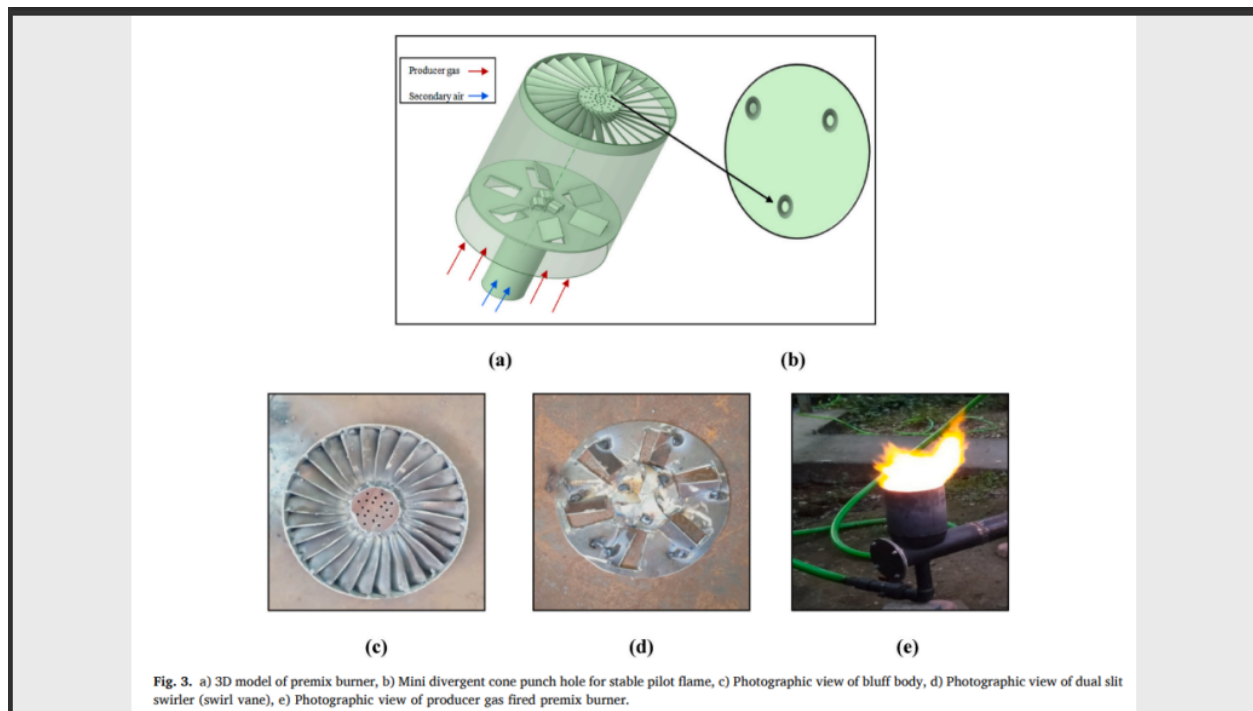 Producer gas
Secondary air
(a)
(b)
(c)
(d)
(e)
Fig. 3. a) 3D model of premix burner, b) Mini divergent cone punch hole for stable pilot flame, c) Photographic view of bluff body, d) Photographic view of dual slit
swirler (swirl vane), e) Photographic view of producer gas fired premix burner.